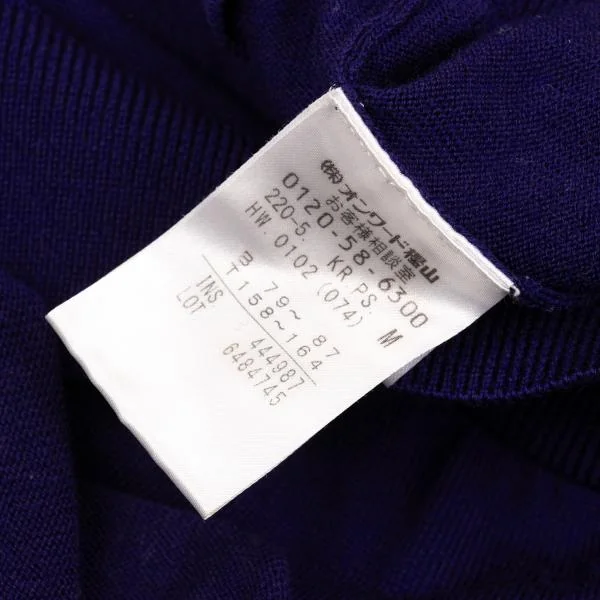 (株)オンワード樫山
お客様相談室
0120-58-6300
220-5. KR.PS. M
HW. 0102 (074)
B 79~ 87
T 158~164
INS. 444987
LOT 6484745